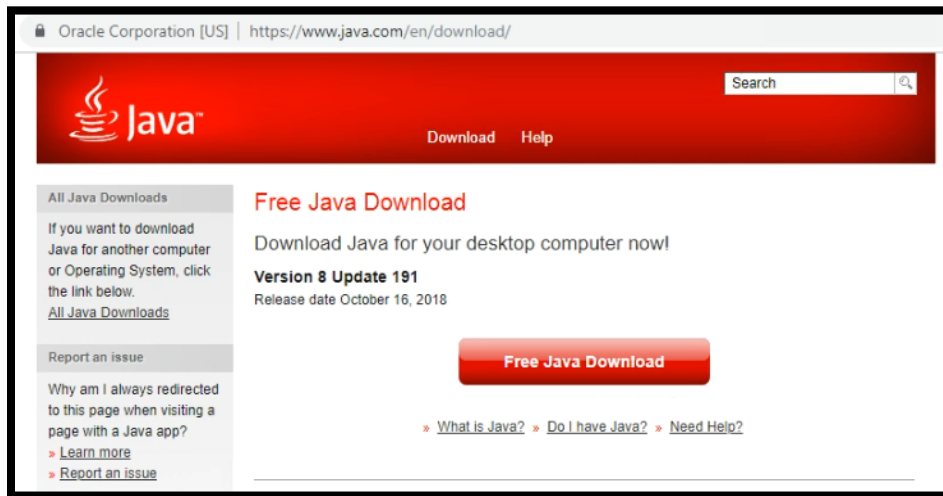 Oracle Corporation [US] | https://www.java.com/en/download/
Search
Java™
Download Help
All Java Downloads
If you want to download
Java for another computer
or Operating System, click
the link below.
All Java Downloads
Report an issue
Why am I always redirected
to this page when visiting a
page with a Java app?
» Learn more
» Report an issue
Free Java Download
Download Java for your desktop computer now!
Version 8 Update 191
Release date October 16, 2018
Free Java Download
» What is Java? » Do I have Java? » Need Help?